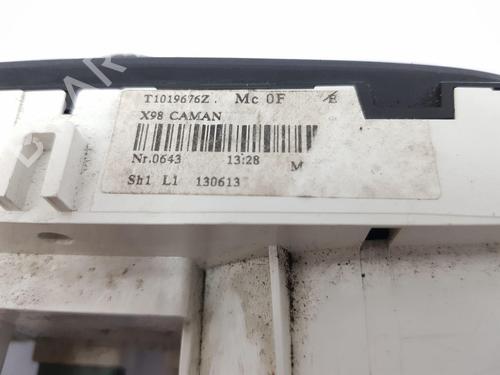 T1019676Z . Mc 0F E
X98 CAMAN
Nr.0643 13:28 M
Sh1 L1 130613